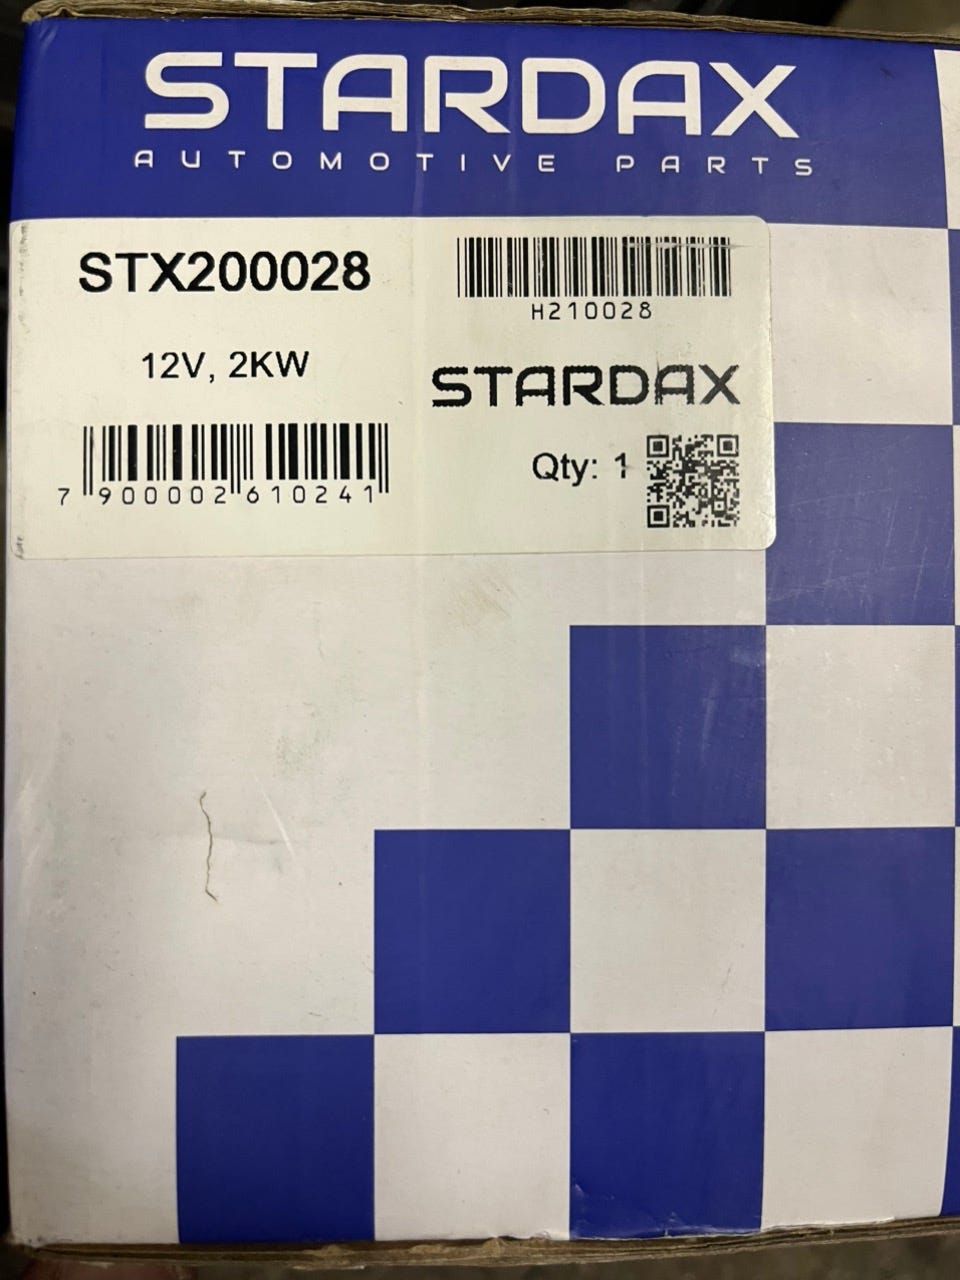 STARDAX
AUTOMOTIVE PARTS
STX200028
H210028
12V, 2KW
STARDAX
Qty: 1
7 900002 610241